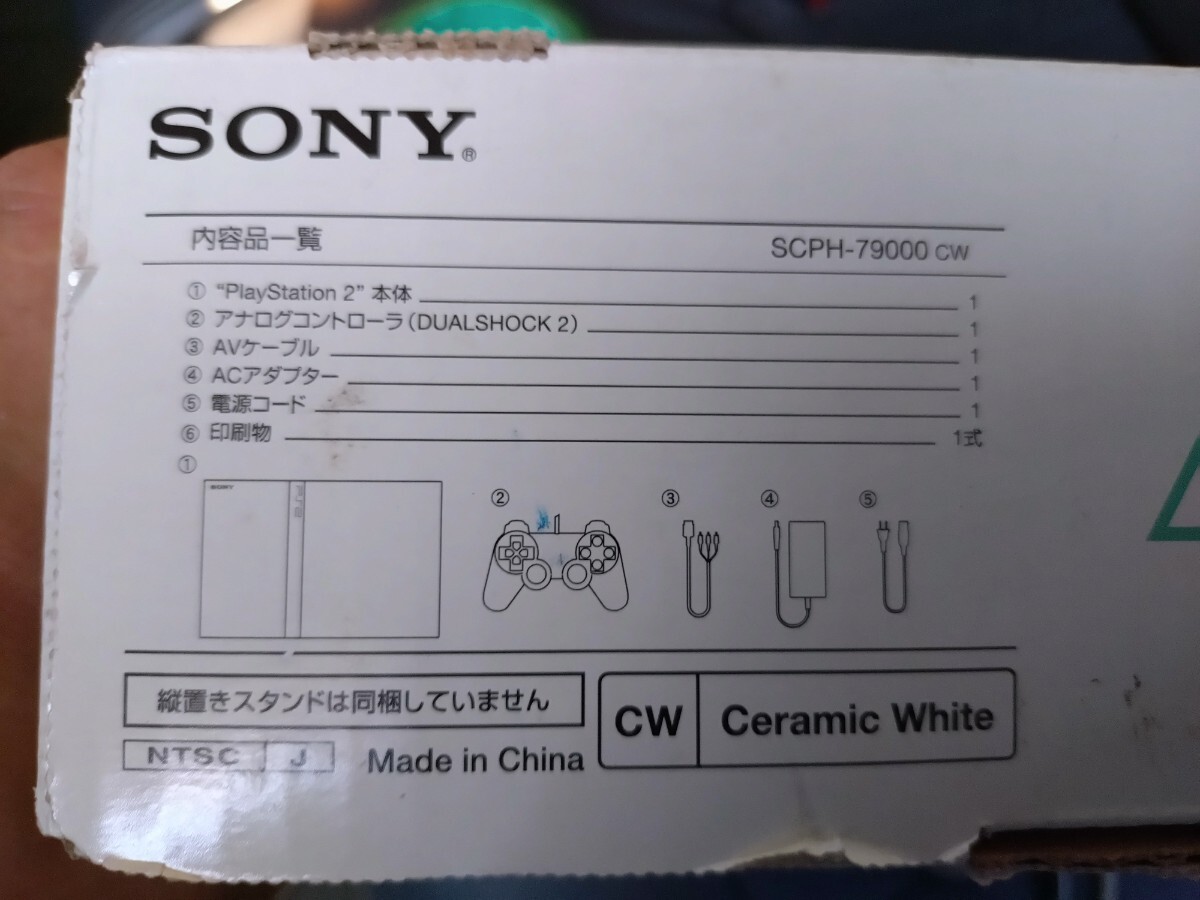 SONY®
内容品一覧 SCPH-79000 CW
① “PlayStation 2” 本体 1
② アナログコントローラ(DUALSHOCK 2) 1
③ AVケーブル 1
④ ACアダプター 1
⑤ 電源コード 1
⑥ 印刷物 1式
① ② ③ ④ ⑤
SONY PS2
縦置きスタンドは同梱していません
CW Ceramic White
NTSC J Made in China